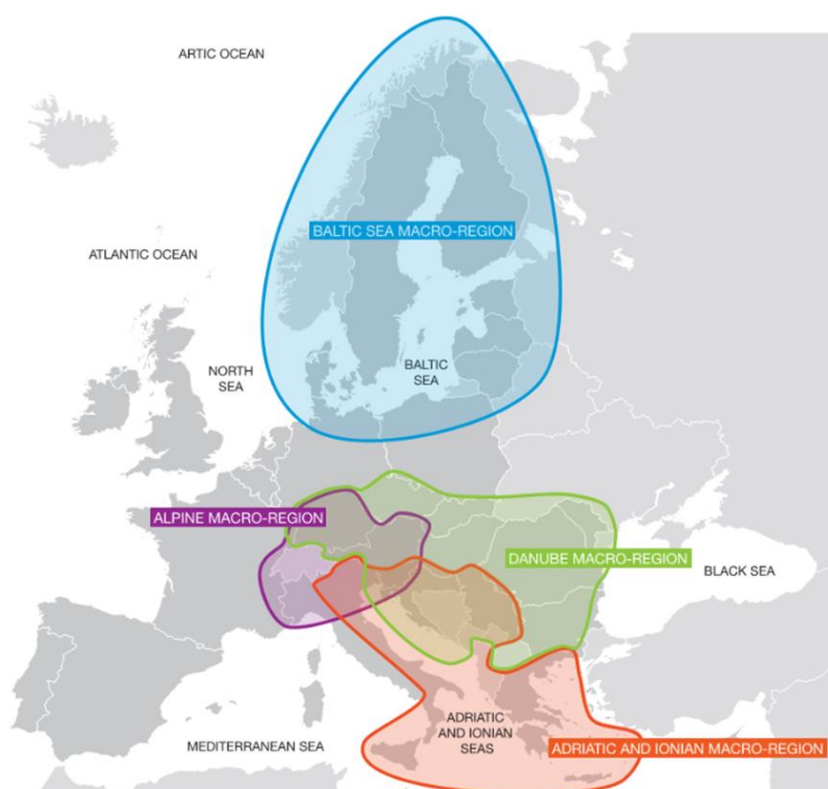 ARTIC OCEAN
BALTIC SEA MACRO-REGION
ATLANTIC OCEAN
NORTH
SEA
BALTIC
SEA
ALPINE MACRO-REGION
DANUBE MACRO-REGION
BLACK SEA
ADRIATIC
AND IONIAN
SEAS
MEDITERRANEAN SEA
ADRIATIC AND IONIAN MACRO-REGION